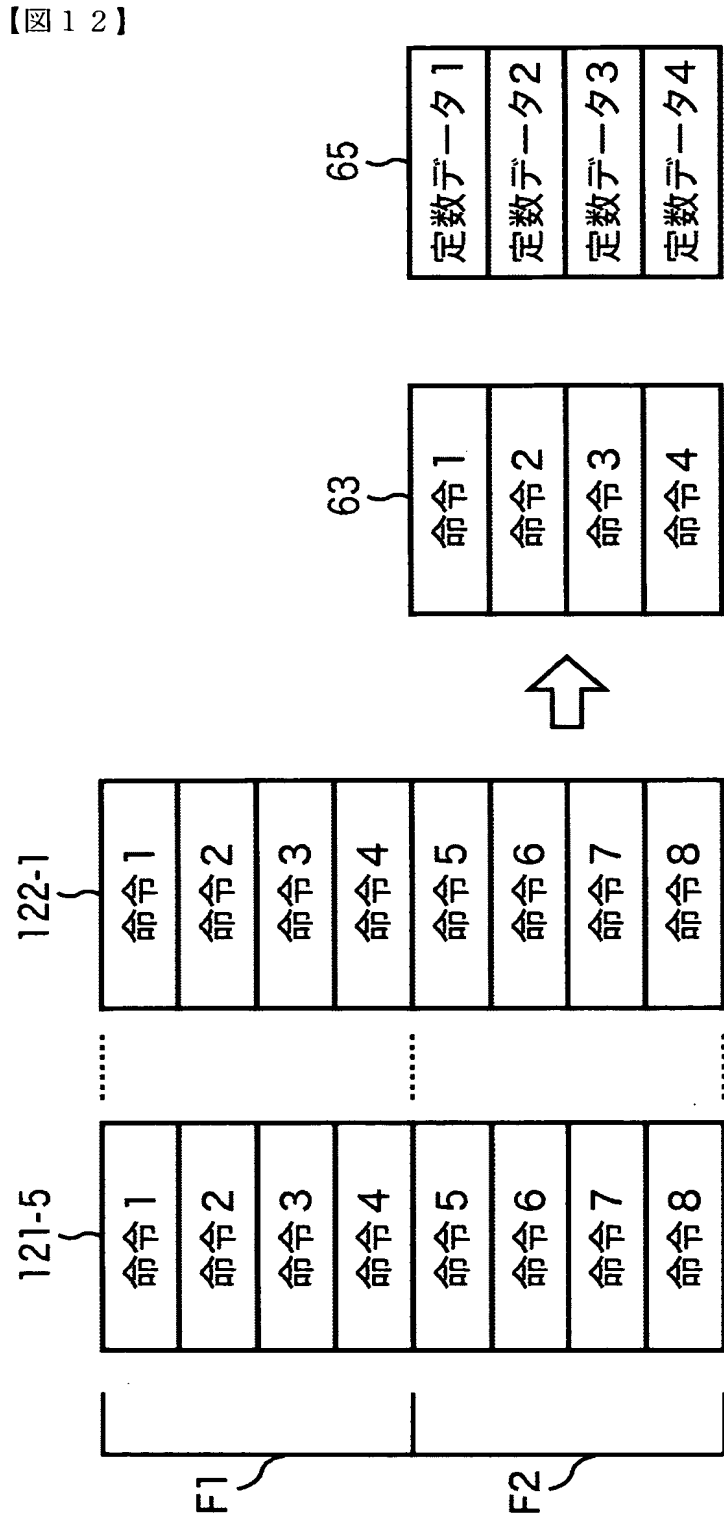 【図１２】
65
定数データ1
定数データ2
定数データ3
定数データ4
63
命令1
命令2
命令3
命令4
122-1
命令1
命令2
命令3
命令4
命令5
命令6
命令7
命令8
121-5
命令1
命令2
命令3
命令4
命令5
命令6
命令7
命令8
F1
F2